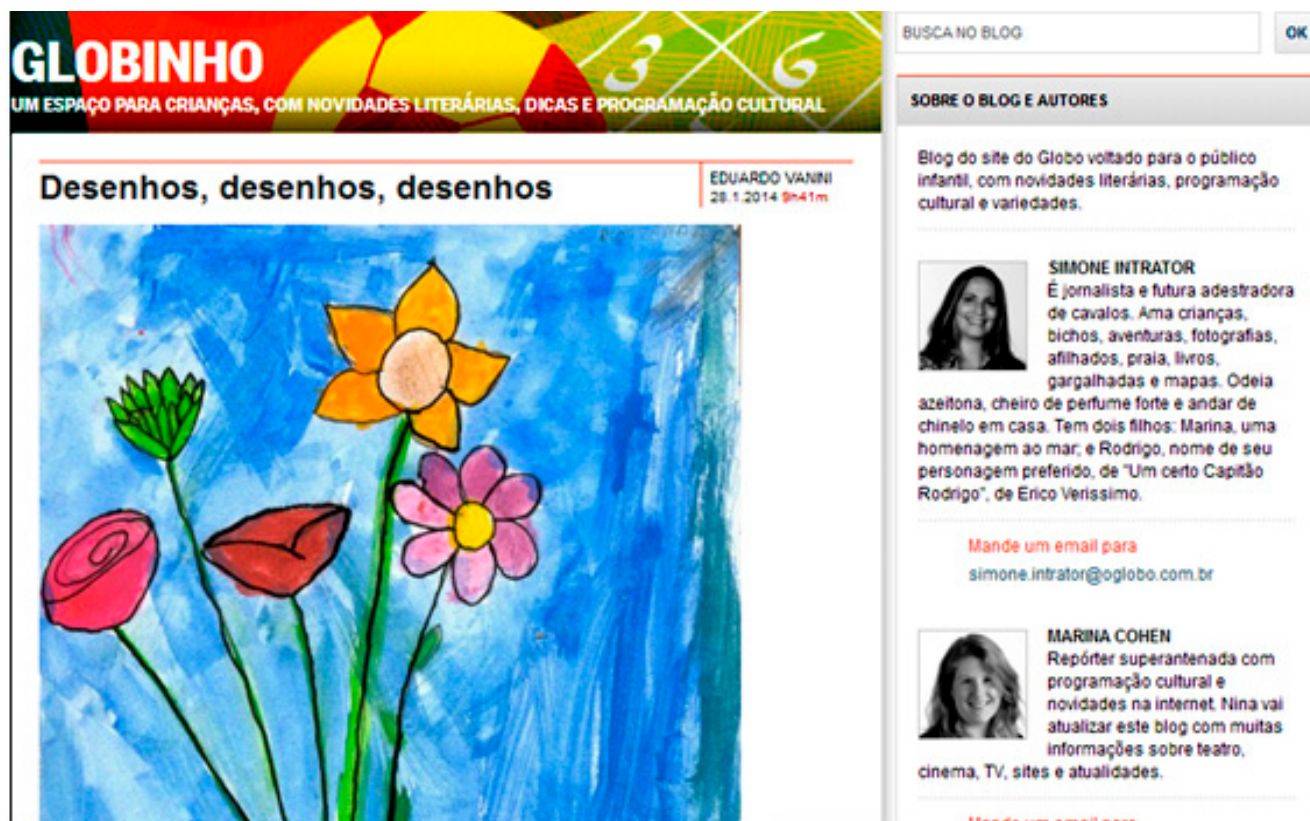 GLOBINHO
UM ESPAÇO PARA CRIANÇAS, COM NOVIDADES LITERÁRIAS, DICAS E PROGRAMAÇÃO CULTURAL
3 6
Desenhos, desenhos, desenhos
EDUARDO VANINI
28.1.2014 9h41m
BUSCA NO BLOG
OK
SOBRE O BLOG E AUTORES
Blog do site do Globo voltado para o público
infantil, com novidades literárias, programação
cultural e variedades.
SIMONE INTRATOR
É jornalista e futura adestradora
de cavalos. Ama crianças,
bichos, aventuras, fotografias,
afilhados, praia, livros,
gargalhadas e mapas. Odeia
azeitona, cheiro de perfume forte e andar de
chinelo em casa. Tem dois filhos: Marina, uma
homenagem ao mar; e Rodrigo, nome de seu
personagem preferido, de "Um certo Capitão
Rodrigo", de Erico Verissimo.
Mande um email para
simone.intrator@oglobo.com.br
MARINA COHEN
Repórter superantenada com
programação cultural e
novidades na internet. Nina vai
atualizar este blog com muitas
informações sobre teatro,
cinema, TV, sites e atualidades.
Mande um email para